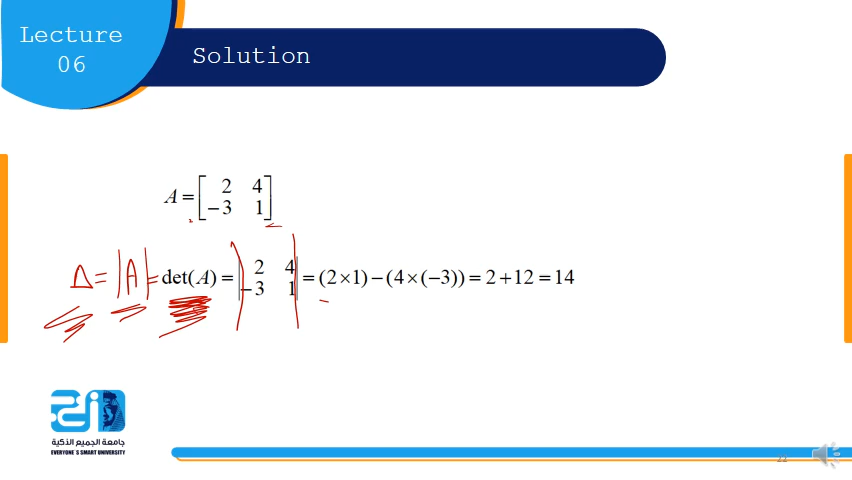 Lecture
06
Solution
A = [ 2 4
−3 1 ]
Δ = |A| = det(A) = | 2 4
−3 1 | = (2×1) − (4×(−3)) = 2 + 12 = 14
جامعة الجميع الذكية
EVERYONE'S SMART UNIVERSITY
22